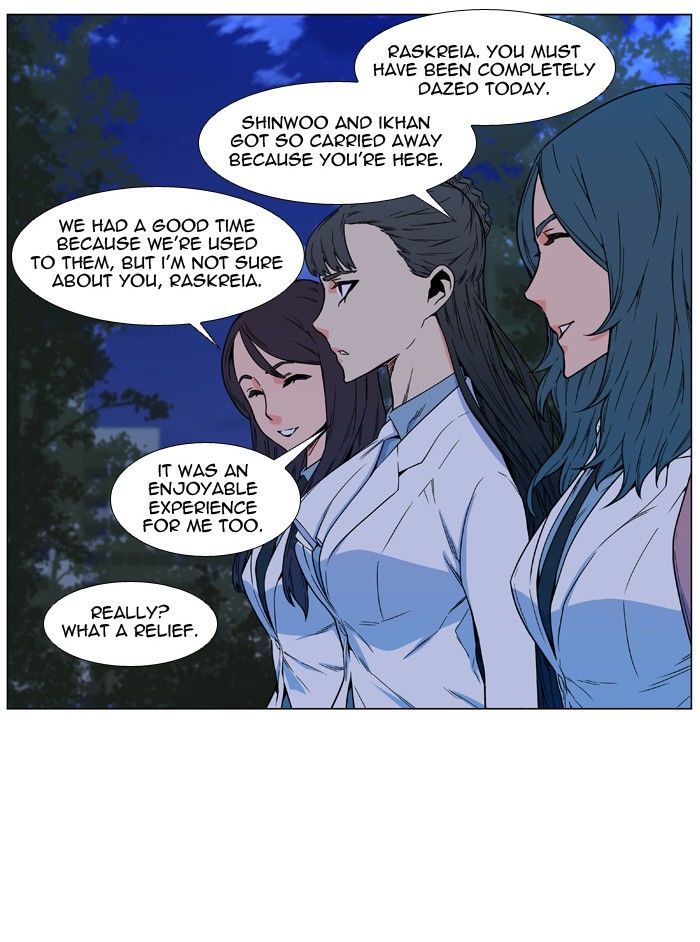 RASKREIA. YOU MUST
HAVE BEEN COMPLETELY
DAZED TODAY.
SHINWOO AND IKHAN
GOT SO CARRIED AWAY
BECAUSE YOU'RE HERE.
WE HAD A GOOD TIME
BECAUSE WE'RE USED
TO THEM, BUT I'M NOT SURE
ABOUT YOU, RASKREIA.
IT WAS AN
ENJOYABLE
EXPERIENCE
FOR ME TOO.
REALLY?
WHAT A RELIEF.